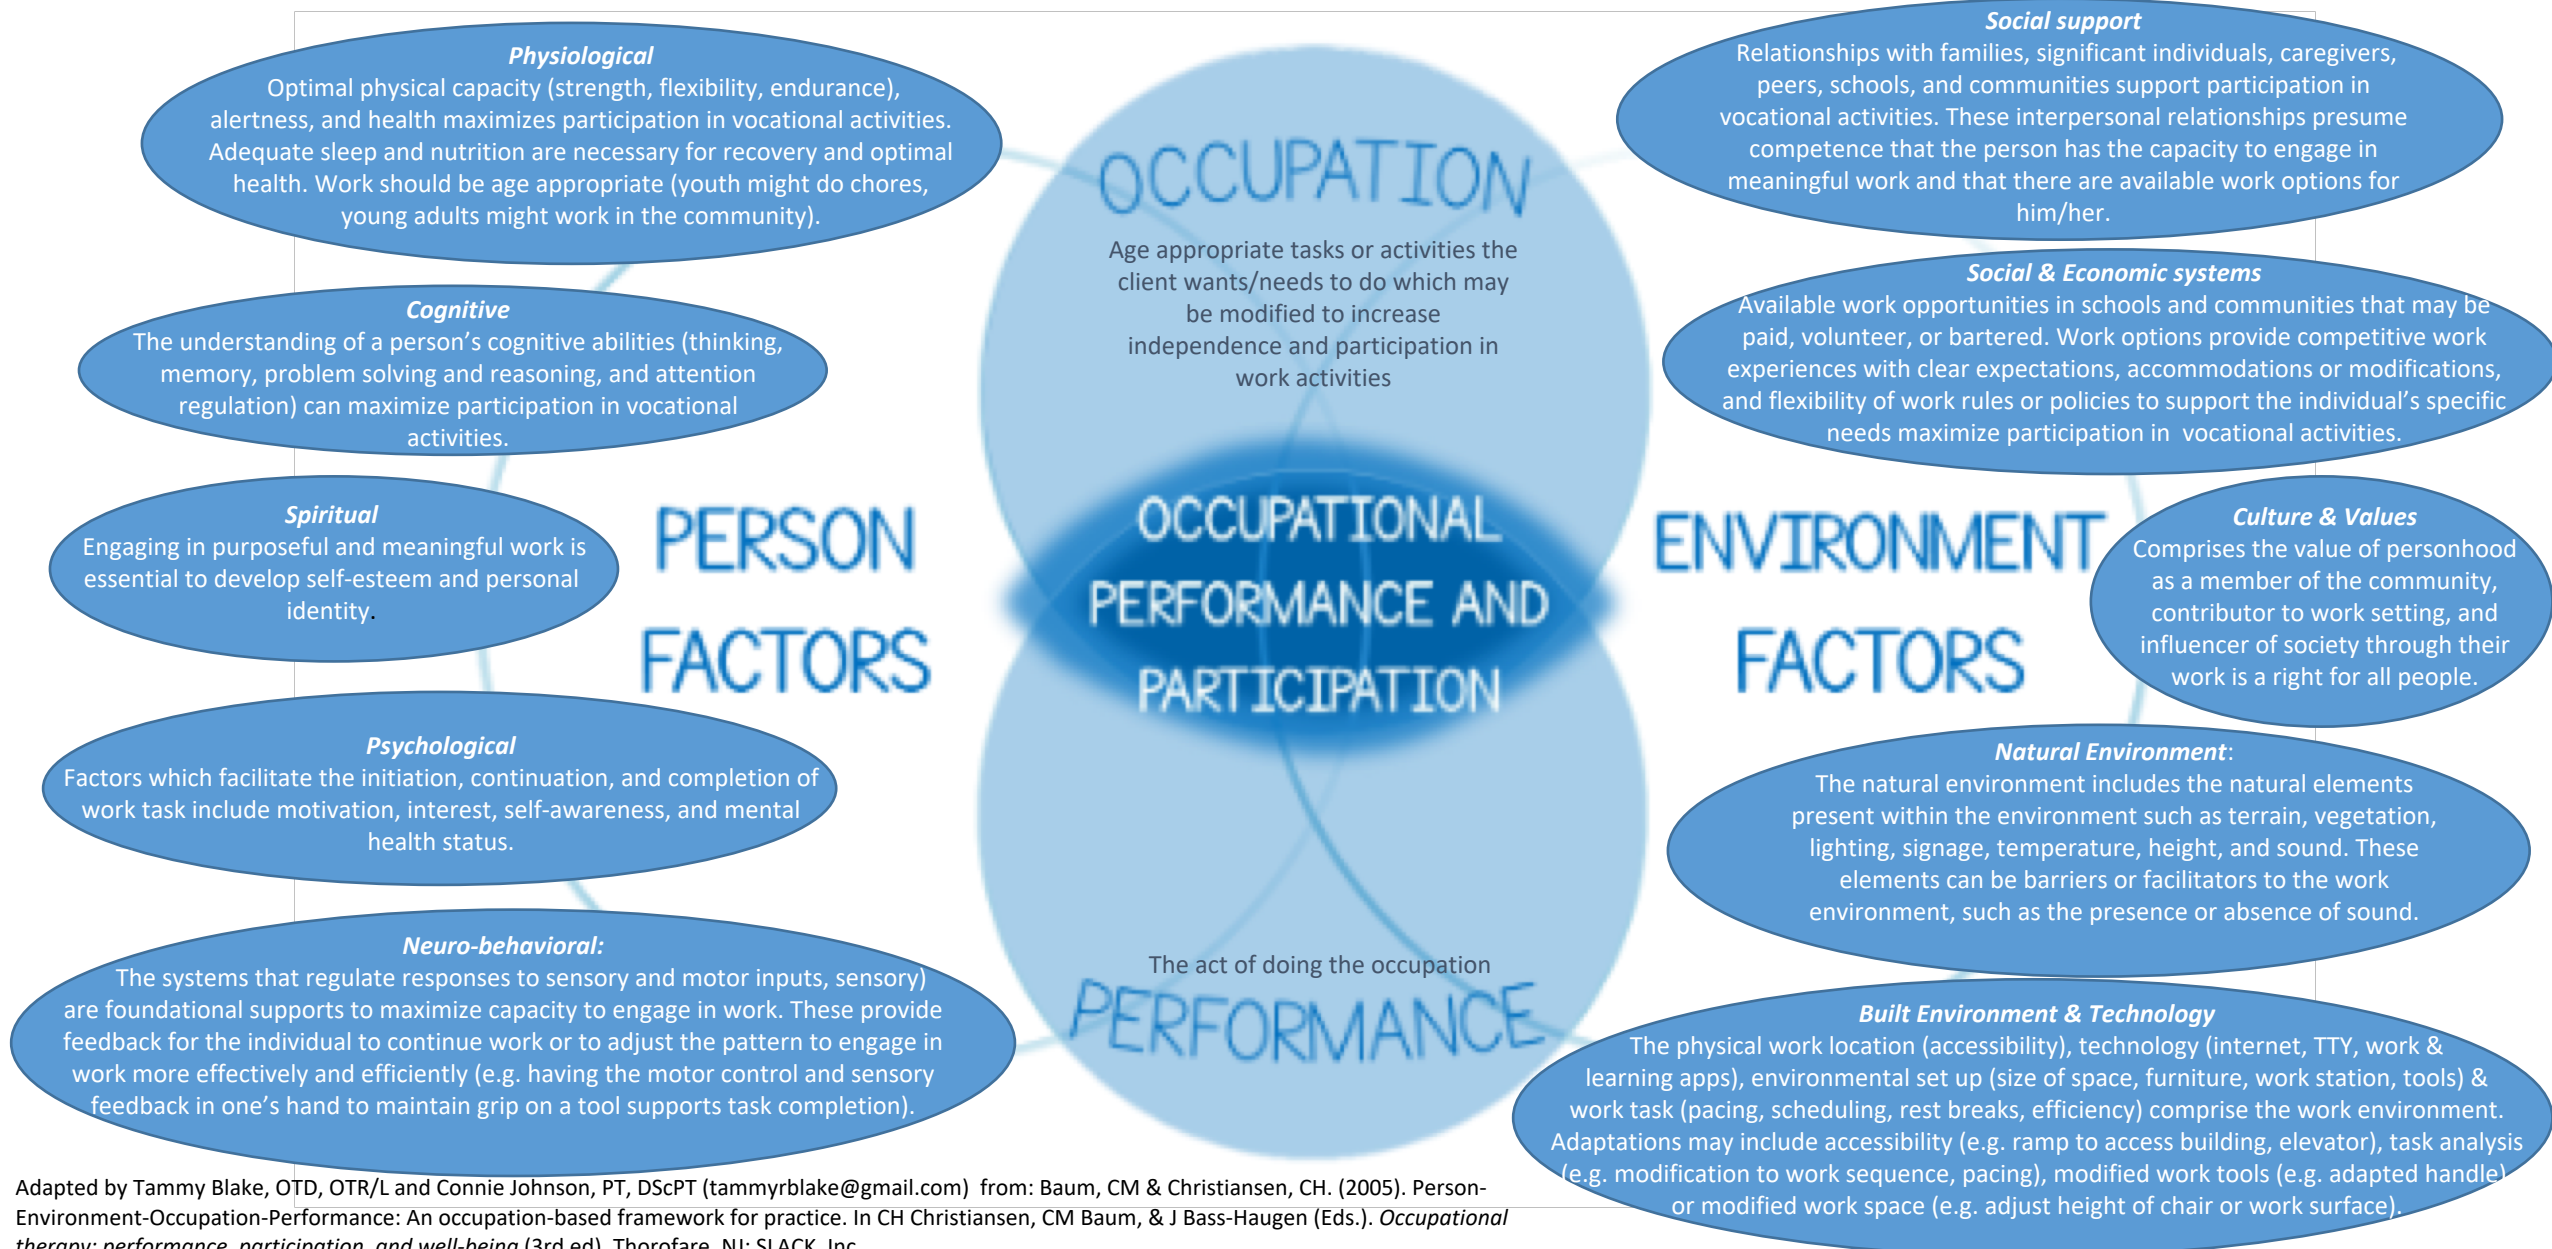 Physiological
Optimal physical capacity (strength, flexibility, endurance),
alertness, and health maximizes participation in vocational activities.
Adequate sleep and nutrition are necessary for recovery and optimal
health. Work should be age appropriate (youth might do chores,
young adults might work in the community).
Cognitive
The understanding of a person’s cognitive abilities (thinking,
memory, problem solving and reasoning, and attention
regulation) can maximize participation in vocational
activities.
Spiritual
Engaging in purposeful and meaningful work is
essential to develop self-esteem and personal
identity.
PERSON
FACTORS
Psychological
Factors which facilitate the initiation, continuation, and completion of
work task include motivation, interest, self-awareness, and mental
health status.
Neuro-behavioral:
The systems that regulate responses to sensory and motor inputs, sensory)
are foundational supports to maximize capacity to engage in work. These provide
feedback for the individual to continue work or to adjust the pattern to engage in
work more effectively and efficiently (e.g. having the motor control and sensory
feedback in one’s hand to maintain grip on a tool supports task completion).
OCCUPATION
Age appropriate tasks or activities the
client wants/needs to do which may
be modified to increase
independence and participation in
work activities
OCCUPATIONAL
PERFORMANCE AND
PARTICIPATION
The act of doing the occupation
PERFORMANCE
Social support
Relationships with families, significant individuals, caregivers,
peers, schools, and communities support participation in
vocational activities. These interpersonal relationships presume
competence that the person has the capacity to engage in
meaningful work and that there are available work options for
him/her.
Social & Economic systems
Available work opportunities in schools and communities that may be
paid, volunteer, or bartered. Work options provide competitive work
experiences with clear expectations, accommodations or modifications,
and flexibility of work rules or policies to support the individual’s specific
needs maximize participation in vocational activities.
ENVIRONMENT
FACTORS
Culture & Values
Comprises the value of personhood
as a member of the community,
contributor to work setting, and
influencer of society through their
work is a right for all people.
Natural Environment:
The natural environment includes the natural elements
present within the environment such as terrain, vegetation,
lighting, signage, temperature, height, and sound. These
elements can be barriers or facilitators to the work
environment, such as the presence or absence of sound.
Built Environment & Technology
The physical work location (accessibility), technology (internet, TTY, work &
learning apps), environmental set up (size of space, furniture, work station, tools) &
work task (pacing, scheduling, rest breaks, efficiency) comprise the work environment.
Adaptations may include accessibility (e.g. ramp to access building, elevator), task analysis
(e.g. modification to work sequence, pacing), modified work tools (e.g. adapted handle)
or modified work space (e.g. adjust height of chair or work surface).
Adapted by Tammy Blake, OTD, OTR/L and Connie Johnson, PT, DScPT (tammyrblake@gmail.com) from: Baum, CM & Christiansen, CH. (2005). Person-
Environment-Occupation-Performance: An occupation-based framework for practice. In CH Christiansen, CM Baum, & J Bass-Haugen (Eds.). Occupational
therapy: performance, participation, and well-being (3rd ed). Thorofare, NJ: SLACK, Inc